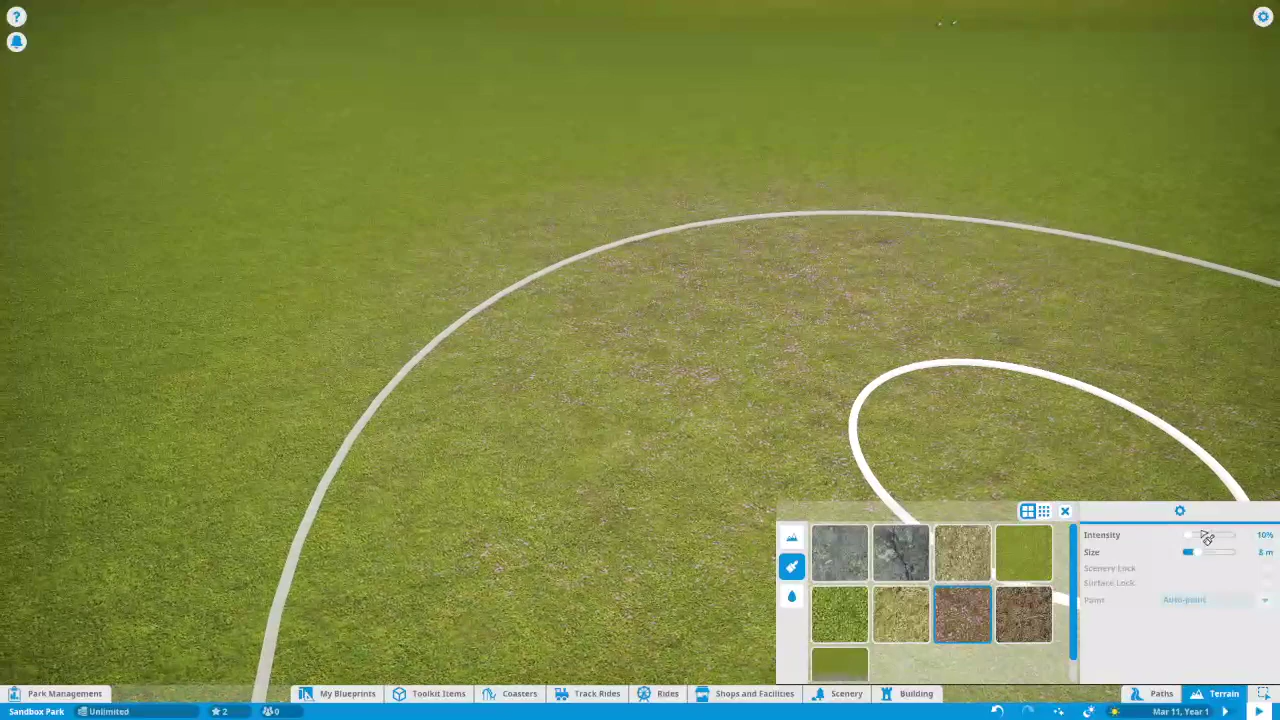 ?
Intensity 10%
Size 8 m
Scenery Lock
Surface Lock
Paint Auto-paint
Park Management My Blueprints Toolkit Items Coasters Track Rides Rides Shops and Facilities Scenery Building Paths Terrain
Sandbox Park Unlimited 2 0 Mar 11, Year 1